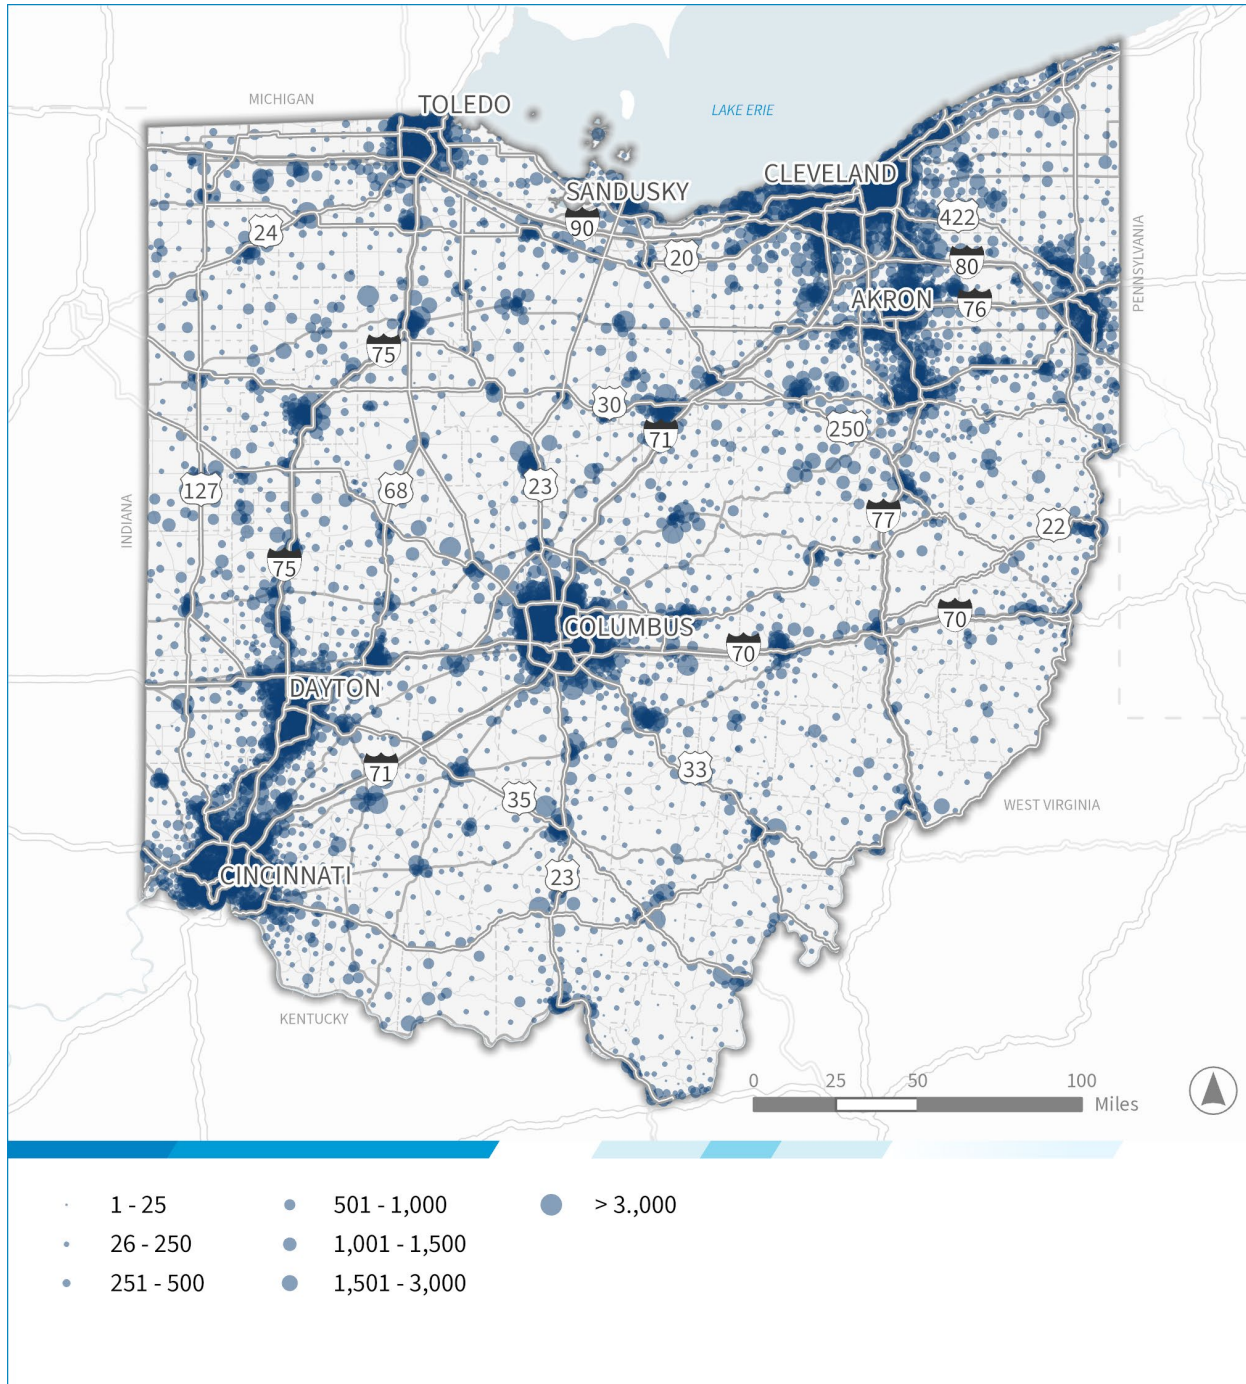 MICHIGAN
TOLEDO
LAKE ERIE
CLEVELAND
SANDUSKY
90
422
24
20
80
PENNSYLVANIA
AKRON
76
75
30
250
71
127
68
23
77
22
INDIANA
75
COLUMBUS
70
70
DAYTON
71
33
35
WEST VIRGINIA
CINCINNATI
23
KENTUCKY
0 25 50 100
Miles
1 - 25
501 - 1,000
> 3.,000
26 - 250
1,001 - 1,500
251 - 500
1,501 - 3,000